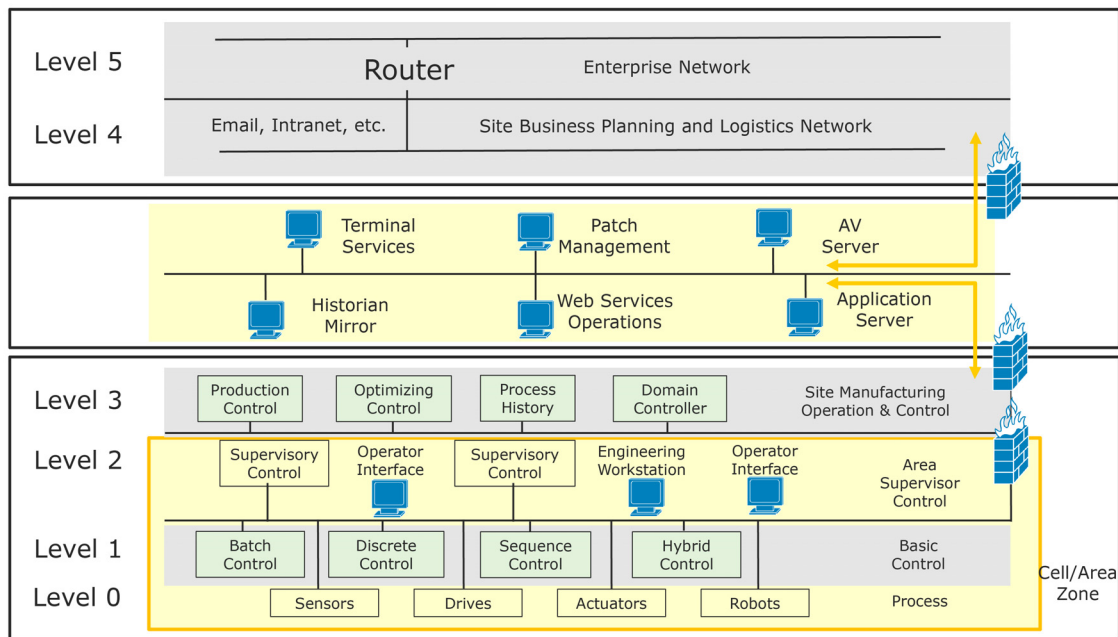 Level 5
Router
Enterprise Network
Level 4
Email, Intranet, etc.
Site Business Planning and Logistics Network
Terminal
Services
Patch
Management
AV
Server
Historian
Mirror
Web Services
Operations
Application
Server
Level 3
Production
Control
Optimizing
Control
Process
History
Domain
Controller
Site Manufacturing
Operation & Control
Level 2
Supervisory
Control
Operator
Interface
Supervisory
Control
Engineering
Workstation
Operator
Interface
Area
Supervisor
Control
Level 1
Batch
Control
Discrete
Control
Sequence
Control
Hybrid
Control
Basic
Control
Level 0
Sensors
Drives
Actuators
Robots
Process
Cell/Area
Zone